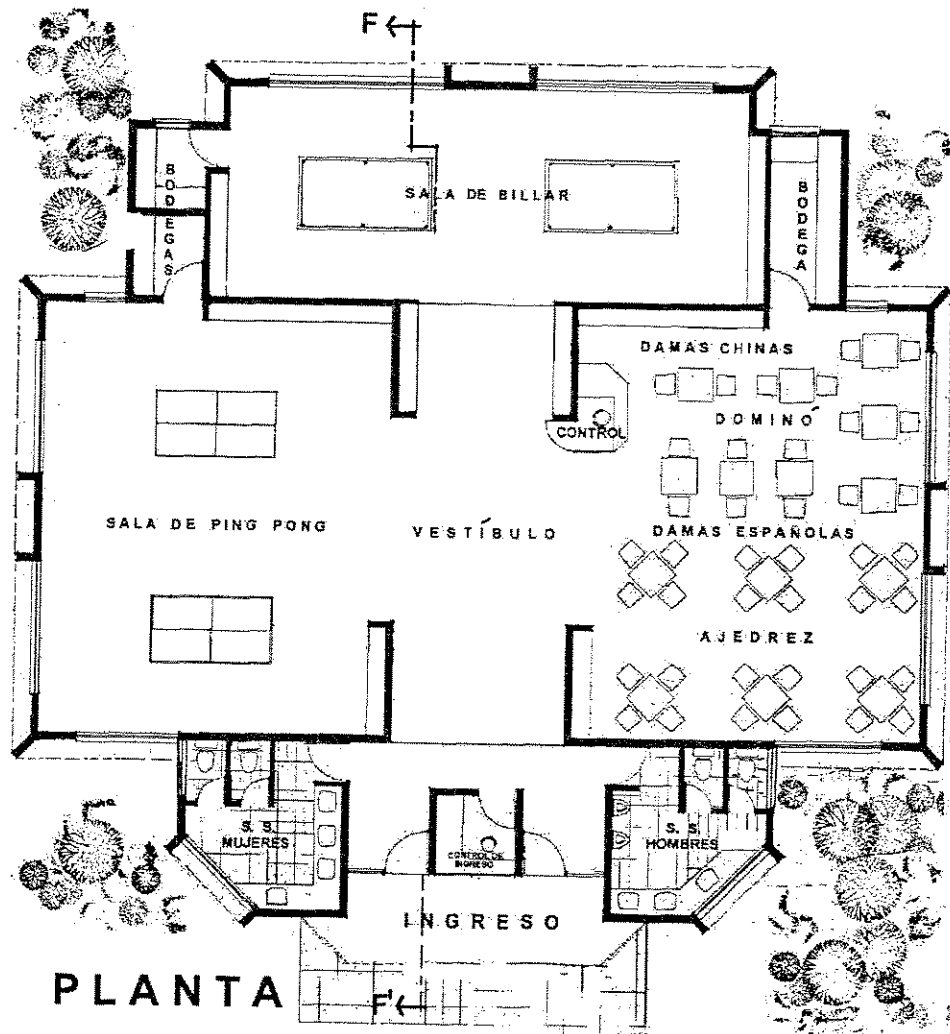 F
SALA DE BILLAR
BODEGAS
BODEGA
DAMAS CHINAS
DOMINÓ
CONTROL
SALA DE PING PONG
VESTÍBULO
DAMAS ESPAÑOLAS
AJEDREZ
S. S.
MUJERES
CONTROL DE
INGRESO
S. S.
HOMBRES
INGRESO
PLANTA
F'